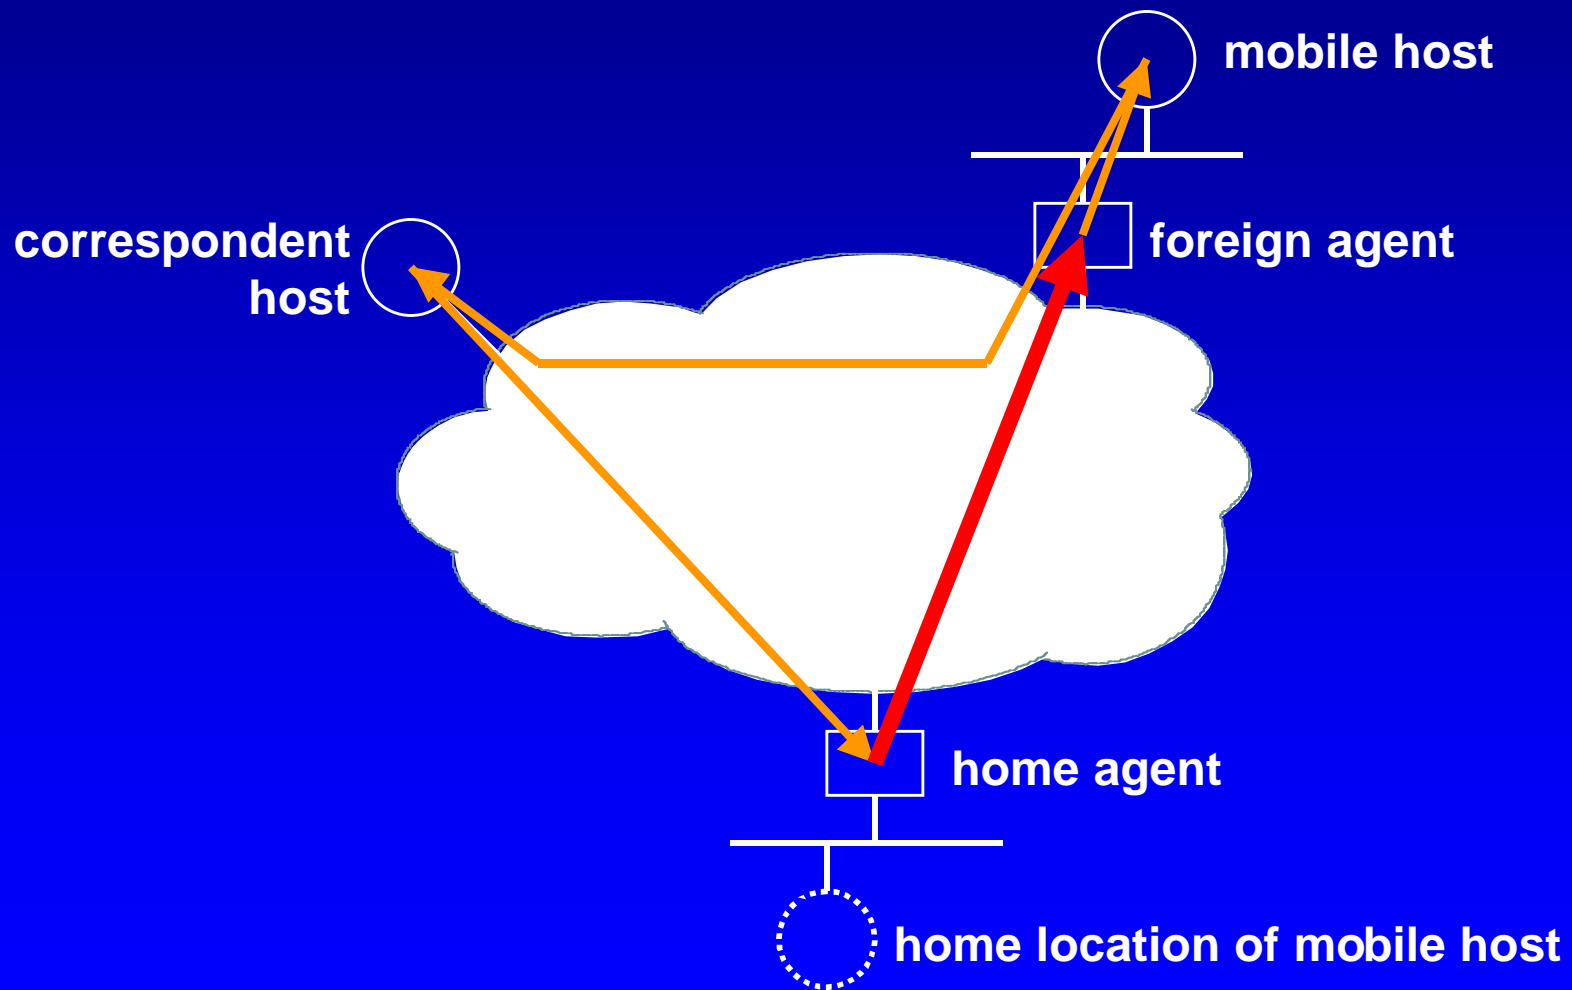 mobile host
correspondent
host
foreign agent
home agent
home location of mobile host